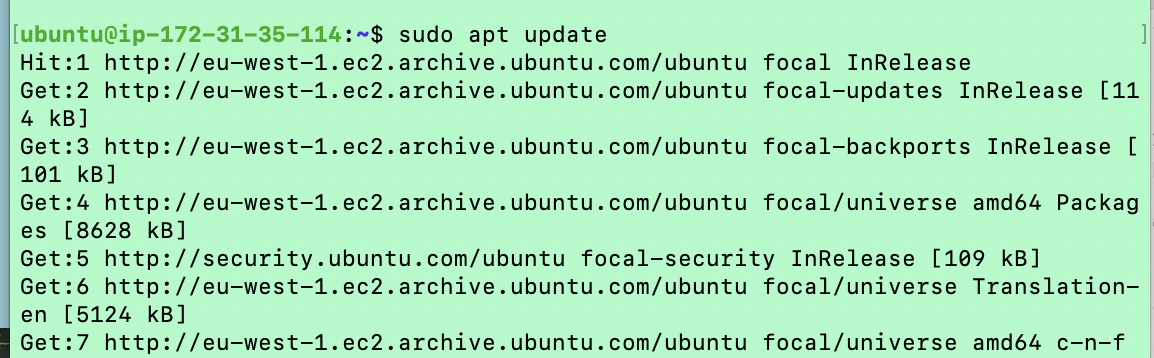 [ubuntu@ip-172-31-35-114:~$ sudo apt update ]
Hit:1 http://eu-west-1.ec2.archive.ubuntu.com/ubuntu focal InRelease
Get:2 http://eu-west-1.ec2.archive.ubuntu.com/ubuntu focal-updates InRelease [11
4 kB]
Get:3 http://eu-west-1.ec2.archive.ubuntu.com/ubuntu focal-backports InRelease [
101 kB]
Get:4 http://eu-west-1.ec2.archive.ubuntu.com/ubuntu focal/universe amd64 Packag
es [8628 kB]
Get:5 http://security.ubuntu.com/ubuntu focal-security InRelease [109 kB]
Get:6 http://eu-west-1.ec2.archive.ubuntu.com/ubuntu focal/universe Translation-
en [5124 kB]
Get:7 http://eu-west-1.ec2.archive.ubuntu.com/ubuntu focal/universe amd64 c-n-f